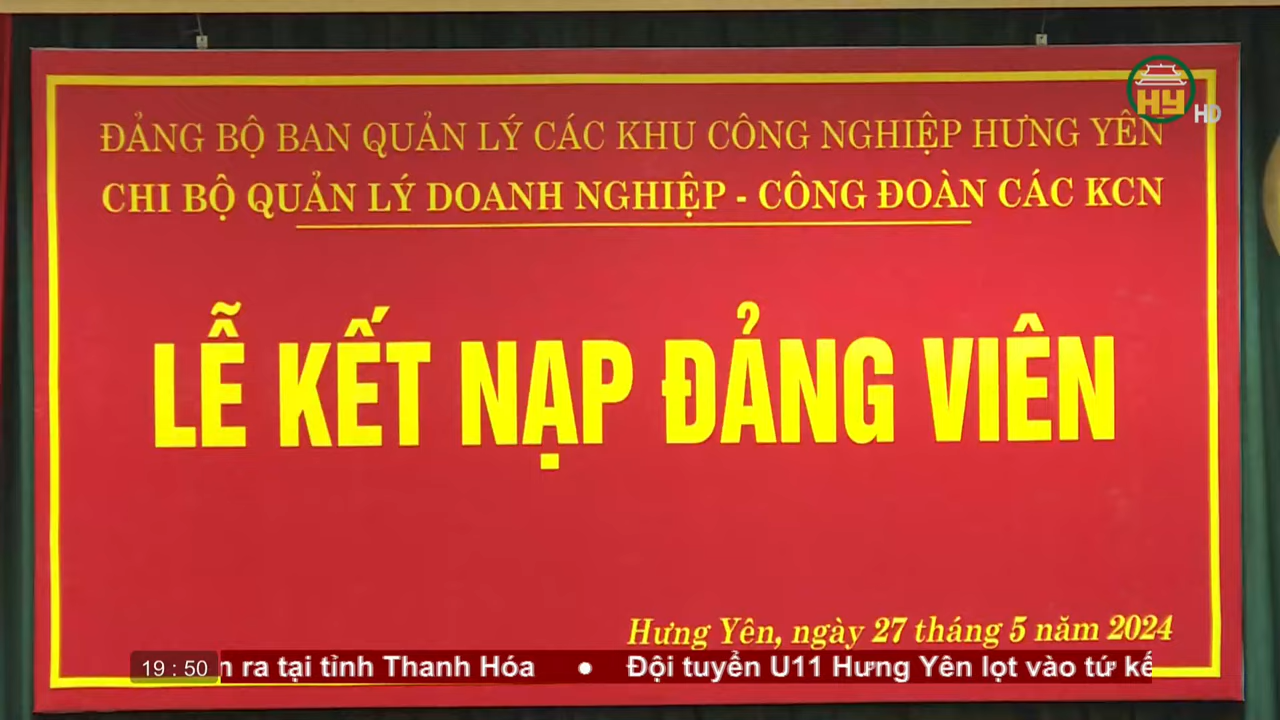 HY HD
ĐẢNG BỘ BAN QUẢN LÝ CÁC KHU CÔNG NGHIỆP HƯNG YÊN
CHI BỘ QUẢN LÝ DOANH NGHIỆP - CÔNG ĐOÀN CÁC KCN
LỄ KẾT NẠP ĐẢNG VIÊN
Hưng Yên, ngày 27 tháng 5 năm 2024
19 : 50 ra tại tỉnh Thanh Hóa ● Đội tuyển U11 Hưng Yên lọt vào tứ